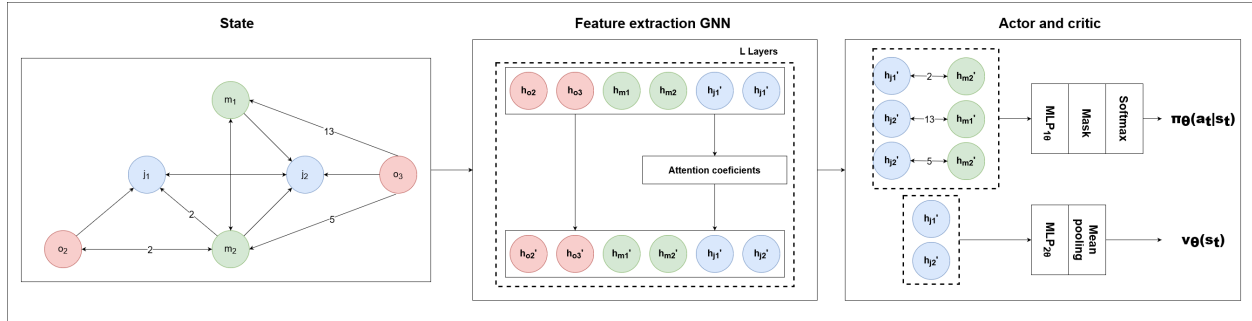 State
m1
j1
j2
o3
o2
m2
13
2
5
2
Feature extraction GNN
L Layers
ho2 ho3 hm1 hm2 hj1' hj1'
Attention coeficients
ho2' ho3' hm1' hm2' hj1' hj2'
Actor and critic
hj1' 2 hm2'
hj2' 13 hm1'
hj2' 5 hm2'
MLP1θ
Mask
Softmax
πθ(at|st)
hj1'
hj2'
MLP2θ
Mean
pooling
vθ(st)